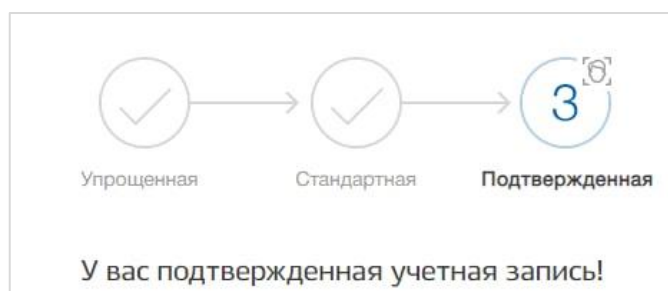 3
Упрощенная Стандартная Подтвержденная
У вас подтвержденная учетная запись!